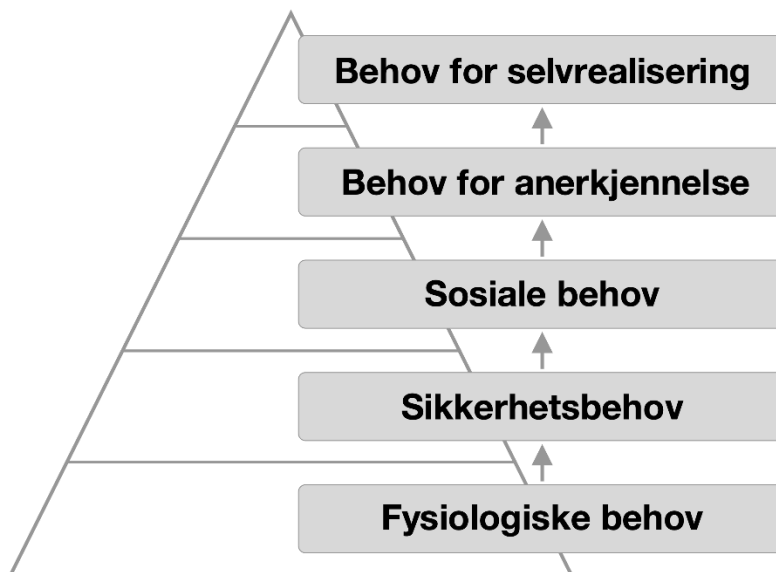 Behov for selvrealisering
Behov for anerkjennelse
Sosiale behov
Sikkerhetsbehov
Fysiologiske behov